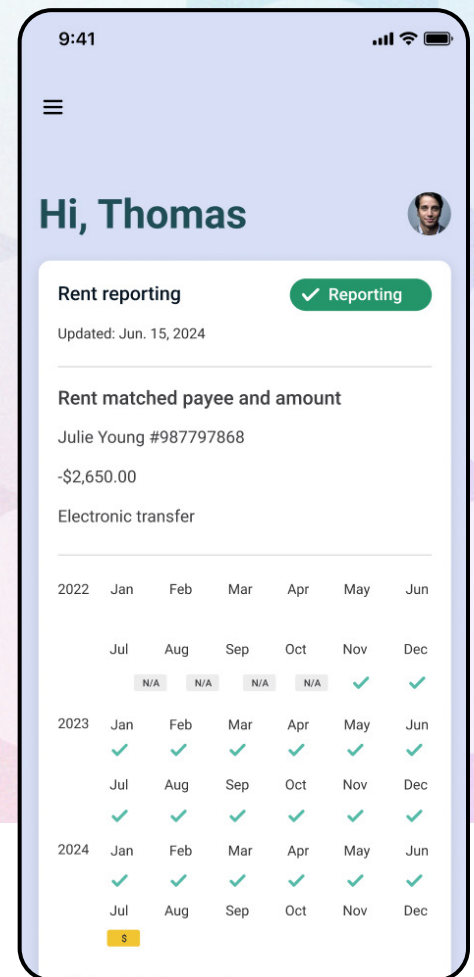 9:41
Hi, Thomas
Rent reporting Reporting
Updated: Jun. 15, 2024
Rent matched payee and amount
Julie Young #987797868
-$2,650.00
Electronic transfer
2022 Jan Feb Mar Apr May Jun
Jul Aug Sep Oct Nov Dec
N/A N/A N/A N/A
2023 Jan Feb Mar Apr May Jun
Jul Aug Sep Oct Nov Dec
2024 Jan Feb Mar Apr May Jun
Jul Aug Sep Oct Nov Dec
$